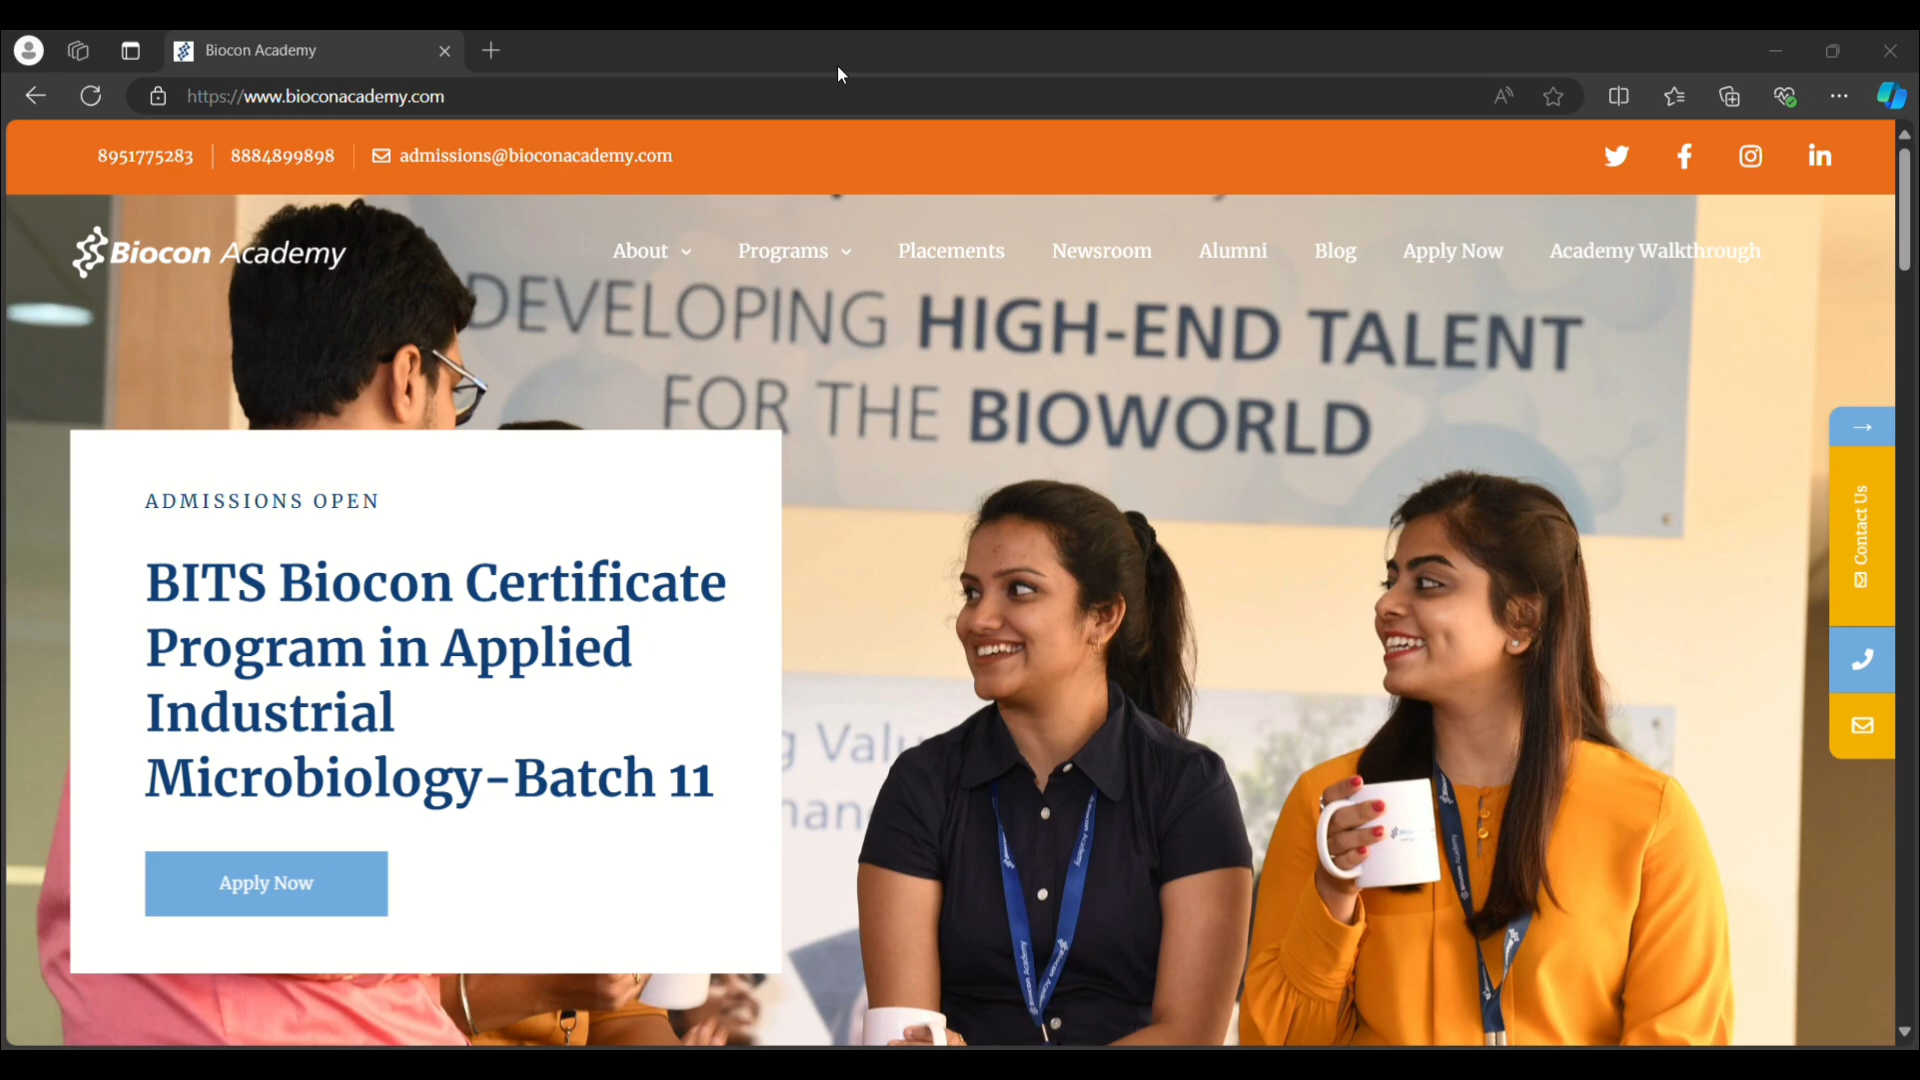 Biocon Academy
https://www.bioconacademy.com
8951775283 8884899898 admissions@bioconacademy.com
Biocon Academy
About Programs Placements Newsroom Alumni Blog Apply Now Academy Walkthrough
DEVELOPING HIGH-END TALENT
FOR THE BIOWORLD
ADMISSIONS OPEN
BITS Biocon Certificate
Program in Applied
Industrial
Microbiology-Batch 11
Apply Now
Contact Us